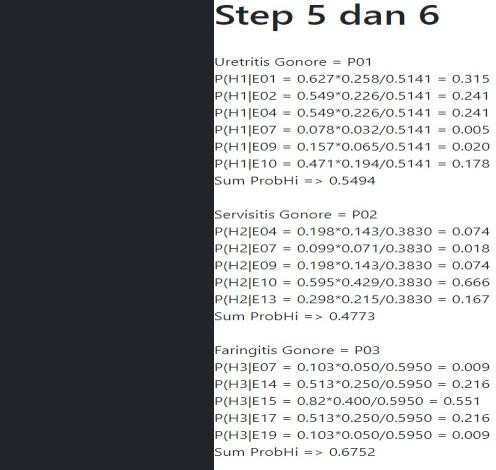 Step 5 dan 6
Uretritis Gonore = P01
P(H1|E01 = 0.627*0.258/0.5141 = 0.315
P(H1|E02 = 0.549*0.226/0.5141 = 0.241
P(H1|E04 = 0.549*0.226/0.5141 = 0.241
P(H1|E07 = 0.078*0.032/0.5141 = 0.005
P(H1|E09 = 0.157*0.065/0.5141 = 0.020
P(H1|E10 = 0.471*0.194/0.5141 = 0.178
Sum ProbHi => 0.5494
Servisitis Gonore = P02
P(H2|E04 = 0.198*0.143/0.3830 = 0.074
P(H2|E07 = 0.099*0.071/0.3830 = 0.018
P(H2|E09 = 0.198*0.143/0.3830 = 0.074
P(H2|E10 = 0.595*0.429/0.3830 = 0.666
P(H2|E13 = 0.298*0.215/0.3830 = 0.167
Sum ProbHi => 0.4773
Faringitis Gonore = P03
P(H3|E07 = 0.103*0.050/0.5950 = 0.009
P(H3|E14 = 0.513*0.250/0.5950 = 0.216
P(H3|E15 = 0.82*0.400/0.5950 = 0.551
P(H3|E17 = 0.513*0.250/0.5950 = 0.216
P(H3|E19 = 0.103*0.050/0.5950 = 0.009
Sum ProbHi => 0.6752